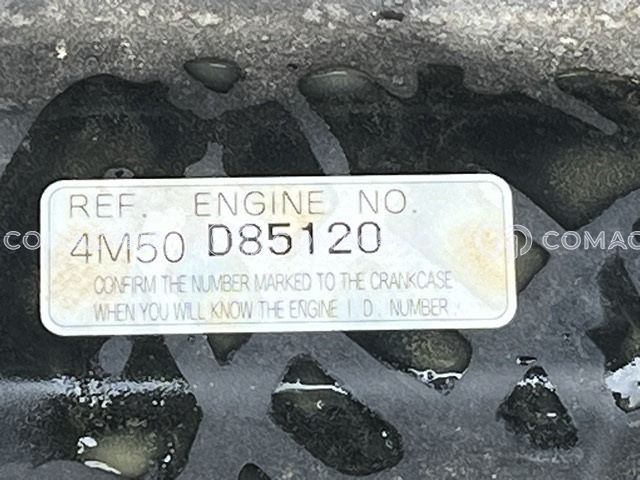 REF. ENGINE NO.
4M50 D85120
CONFIRM THE NUMBER MARKED TO THE CRANKCASE
WHEN YOU WILL KNOW THE ENGINE I. D. NUMBER.
COMAC